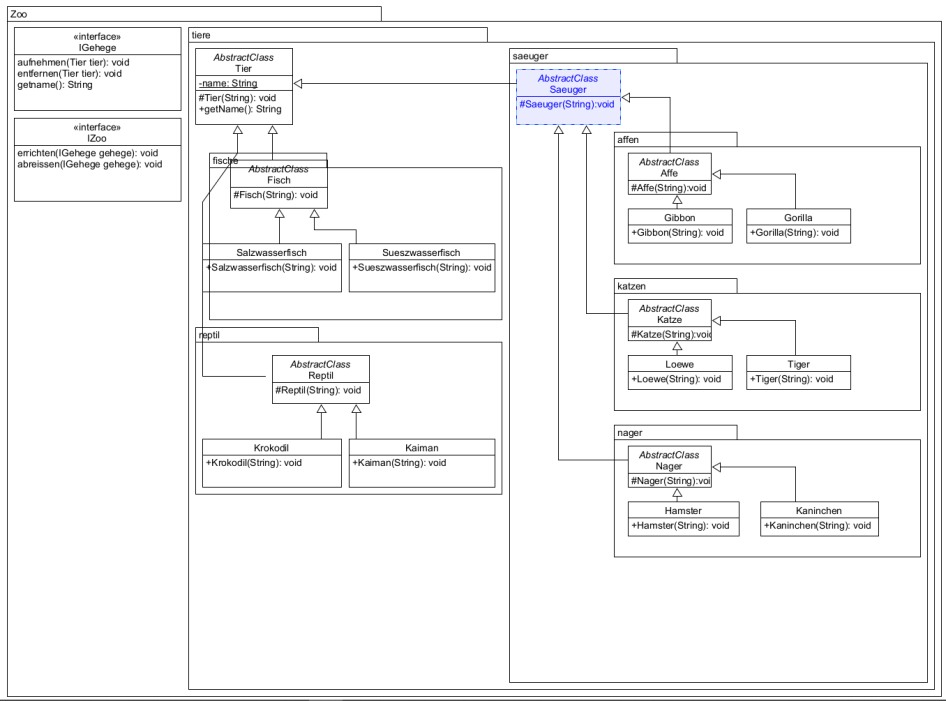 Zoo
«interface»
IGehege
aufnehmen(Tier tier): void
entfernen(Tier tier): void
getname(): String
«interface»
IZoo
errichten(IGehege gehege): void
abreissen(IGehege gehege): void
tiere
AbstractClass
Tier
-name: String
#Tier(String): void
+getName(): String
fische
AbstractClass
Fisch
#Fisch(String): void
Salzwasserfisch
+Salzwasserfisch(String): void
Sueszwasserfisch
+Sueszwasserfisch(String): void
reptil
AbstractClass
Reptil
#Reptil(String): void
Krokodil
+Krokodil(String): void
Kaiman
+Kaiman(String): void
saeuger
AbstractClass
Saeuger
#Saeuger(String):void
affen
AbstractClass
Affe
#Affe(String):void
Gibbon
+Gibbon(String): void
Gorilla
+Gorilla(String): void
katzen
AbstractClass
Katze
#Katze(String):void
Loewe
+Loewe(String): void
Tiger
+Tiger(String): void
nager
AbstractClass
Nager
#Nager(String):voi
Hamster
+Hamster(String): void
Kaninchen
+Kaninchen(String): void